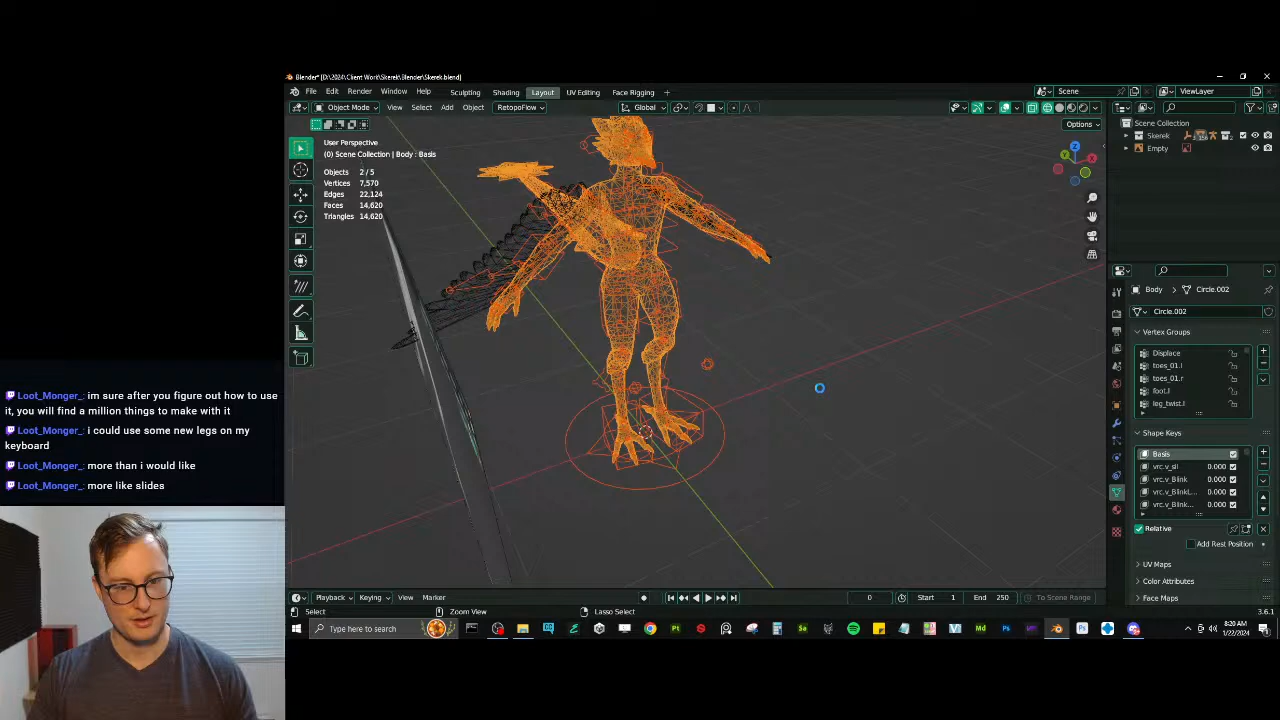 Blender* [D:\2024\Client Work\Skerek\Blender\Skerek.blend]
File Edit Render Window Help Sculpting Shading Layout UV Editing Face Rigging + Scene ViewLayer
Object Mode View Select Add Object RetopoFlow Global
Options
User Perspective
(0) Scene Collection | Body : Basis
Objects 2 / 5
Vertices 7,570
Edges 22,124
Faces 14,620
Triangles 14,620
Z
X
Y
Scene Collection
Skerek
Empty
Body > Circle.002
Circle.002
Vertex Groups
Displace
toes_01.l
toes_01.r
foot.l
leg_twist.l
Shape Keys
Basis
vrc.v_sil 0.000
vrc.v_Blink 0.000
vrc.v_BlinkL... 0.000
vrc.v_Blink... 0.000
Relative
Add Rest Position
UV Maps
Color Attributes
Face Maps
Playback Keying View Marker 0 Start 1 End 250 To Scene Range
Select Zoom View Lasso Select 3.6.1
Type here to search
8:20 AM
1/22/2024
Loot_Monger_: im sure after you figure out how to use
it, you will find a million things to make with it
Loot_Monger_: i could use some new legs on my
keyboard
Loot_Monger_: more than i would like
Loot_Monger_: more like slides